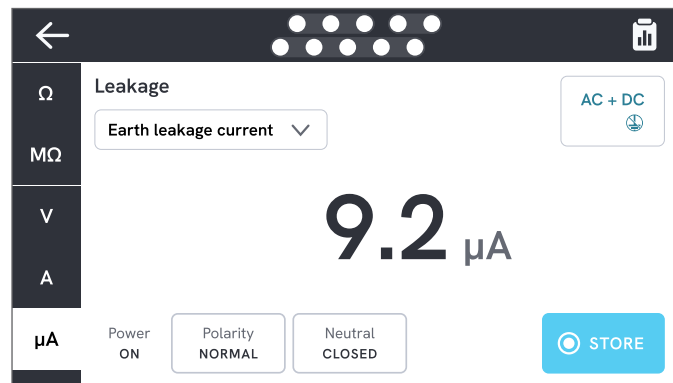 Ω
MΩ
V
A
µA
Leakage
Earth leakage current
AC + DC
9.2 µA
Power
ON
Polarity
NORMAL
Neutral
CLOSED
STORE